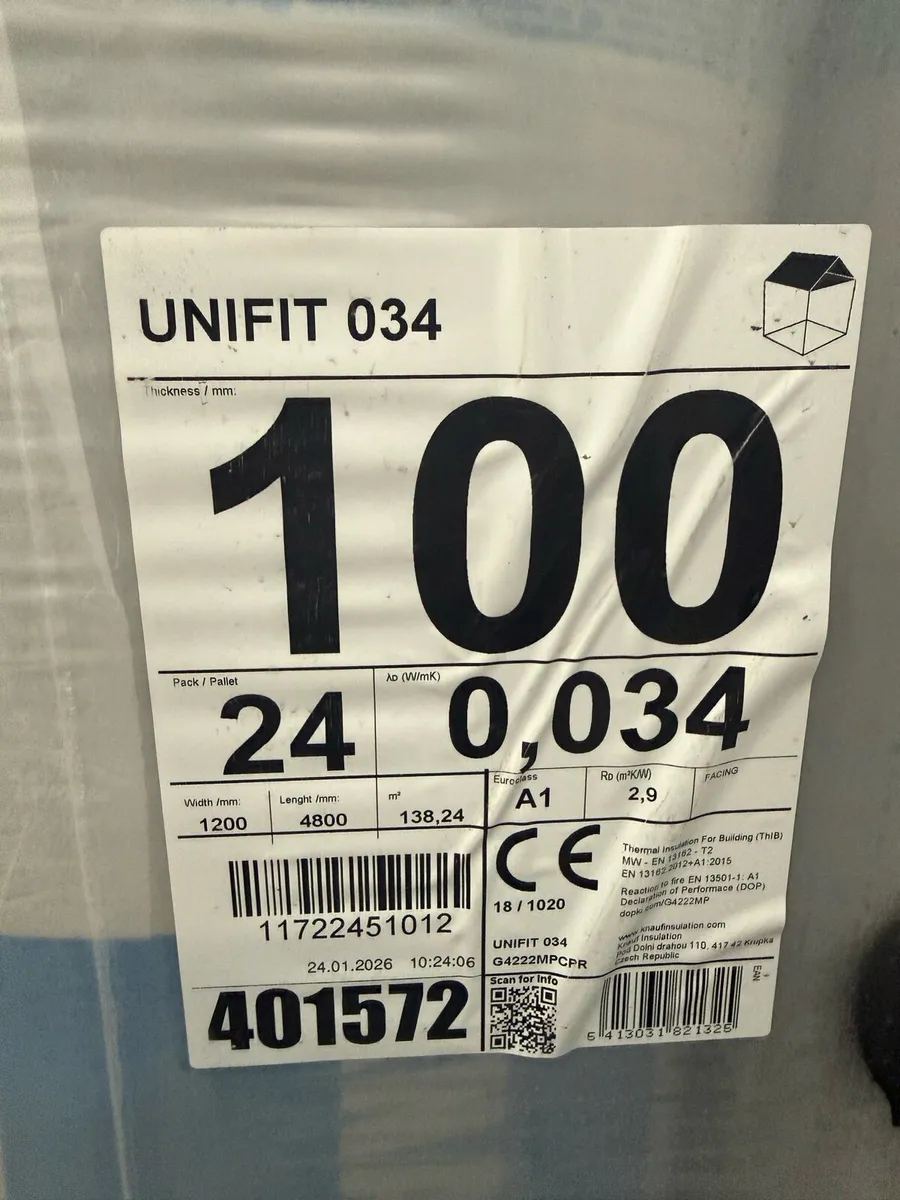 UNIFIT 034
Thickness / mm:
100
Pack / Pallet
24
λD (W/mK)
0,034
Width /mm:
1200
Lenght /mm:
4800
m²
138,24
Euroclass
A1
RD (m²K/W)
2,9
FACING
CE
18 / 1020
UNIFIT 034
G4222MPCPR
Thermal Insulation For Building (ThIB)
MW - EN 13162 - T2
EN 13162:2012+A1:2015
Reaction to fire EN 13501-1: A1
Declaration of Performace (DOP)
dopki.com/G4222MP
www.knaufinsulation.com
Knauf Insulation
Pod Dolni drahou 110, 417 42 Krupka
Czech Republic
11722451012
24.01.2026 10:24:06
401572
Scan for Info
EAN
5 413031 821325